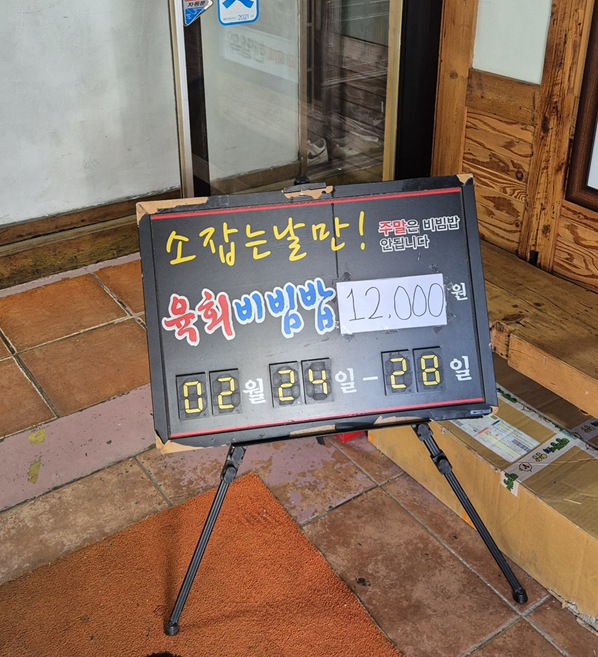 소 잡는날만!
주말은 비빔밥
안됩니다
육회비빔밥 12,000원
02월 24일-28일
2021